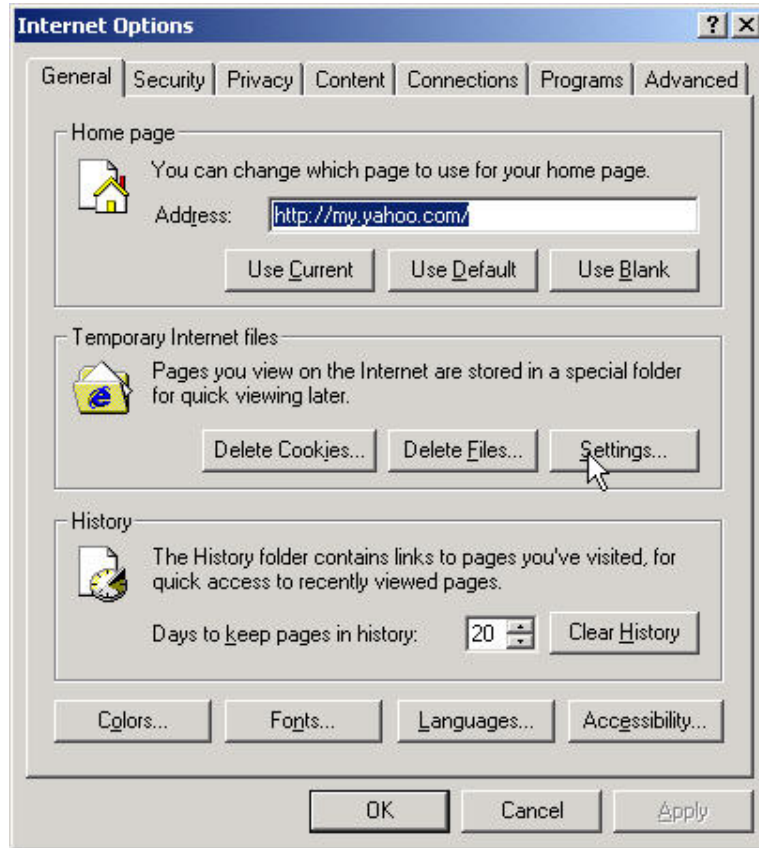 Internet Options
General Security Privacy Content Connections Programs Advanced
Home page
You can change which page to use for your home page.
Address: http://my.yahoo.com/
Use Current Use Default Use Blank
Temporary Internet files
Pages you view on the Internet are stored in a special folder
for quick viewing later.
Delete Cookies... Delete Files... Settings...
History
The History folder contains links to pages you've visited, for
quick access to recently viewed pages.
Days to keep pages in history: 20 Clear History
Colors... Fonts... Languages... Accessibility...
OK Cancel Apply